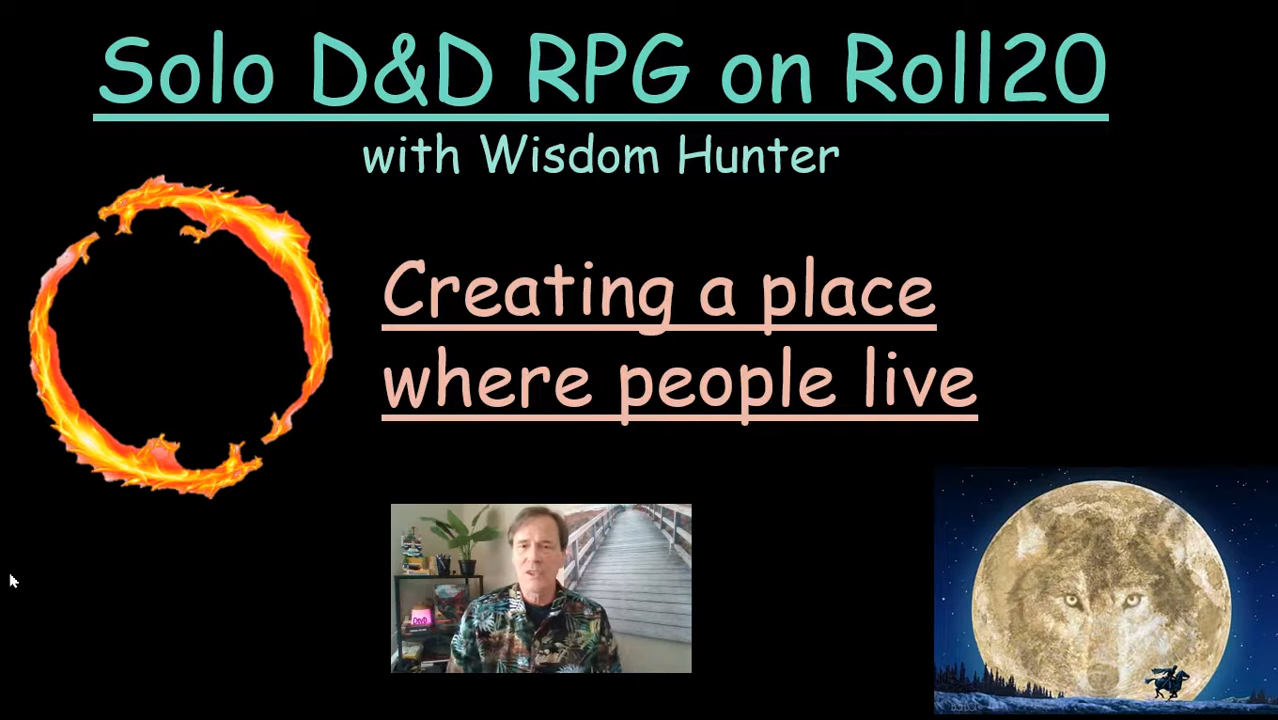 Solo D&D RPG on Roll20
with Wisdom Hunter
Creating a place
where people live